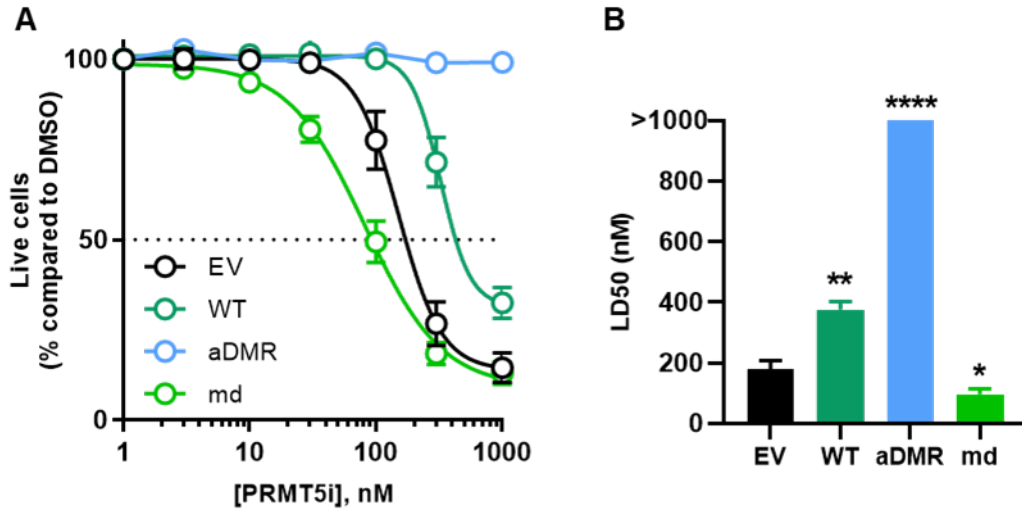 A
Live cells
(% compared to DMSO)
100
50
0
EV
WT
aDMR
md
1
10
100
1000
[PRMT5i], nM
B
LD50 (nM)
>1000
800
600
400
200
0
**
****
*
EV
WT
aDMR
md